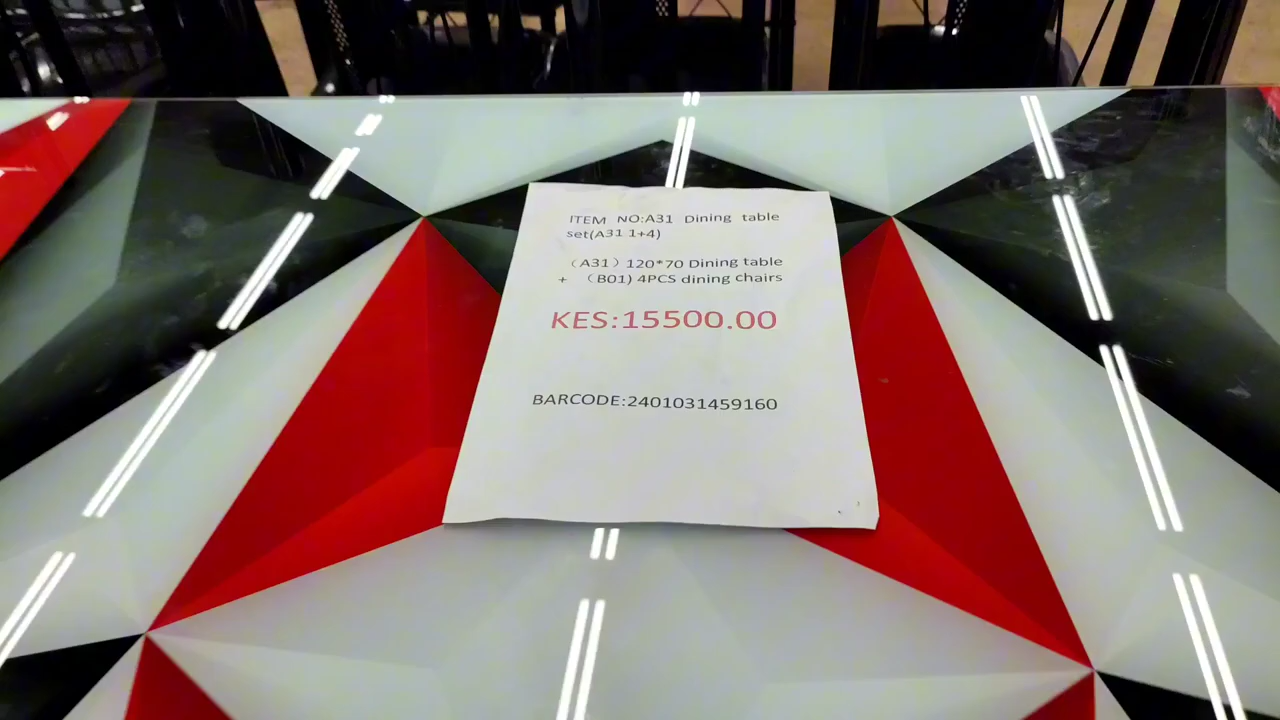 ITEM NO:A31 Dining table
set(A31 1+4)
（A31）120*70 Dining table
+ （B01) 4PCS dining chairs
KES:15500.00
BARCODE:2401031459160